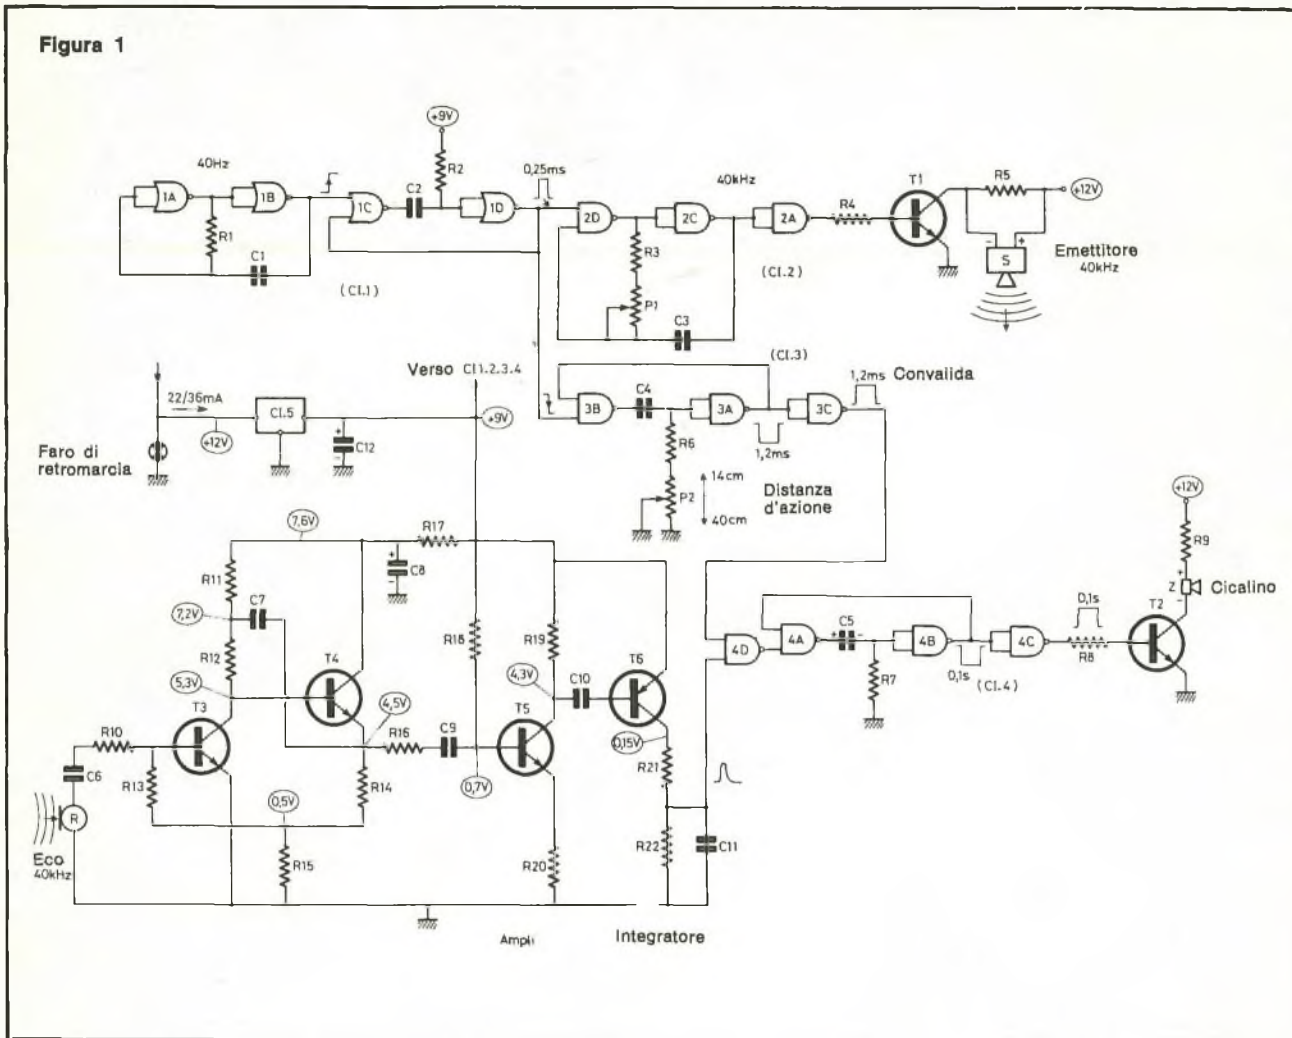 Figura 1
+9V
40Hz
R2
0,25ms
40kHz
T1
R5
+12V
1A
1B
1C
C2
1D
2D
2C
2A
R4
R1
C1
(CI.1)
R3
P1
C3
(CI.2)
- +
S
Emettitore
40kHz
(CI.3)
Verso CI 1.2.3.4
22/36mA
CI.5
+9V
+12V
+
C12
-
Faro di
retromarcia
3B
C4
3A
3C
1,2ms
Convalida
1,2ms
R6
14cm
P2
40cm
Distanza
d'azione
+12V
R9
+
Z
-
Cicalino
7,6V
R17
R11
+
C8
-
C7
7,2V
R12
R18
R19
T4
T6
5,3V
4,5V
4,3V
C10
T3
T5
4D
4A
+ C5 -
4B
4C
0,1s
R8
T2
R7
0,1s
(CI.4)
R10
R16
C9
0,15V
R21
C6
R13
R14
0,7V
R
0,5V
Eco
40kHz
R15
R20
R22
C11
Ampli
Integratore